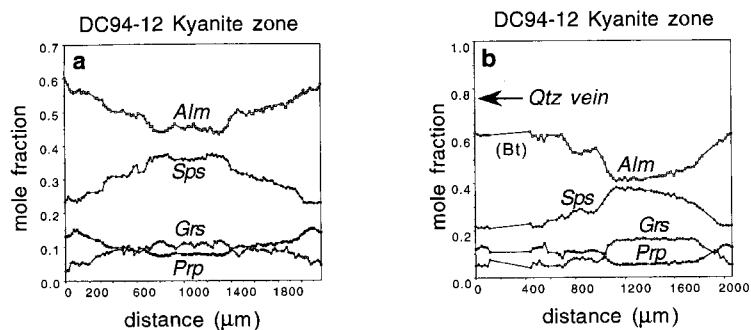 DC94-12 Kyanite zone
a
mole fraction
0.7
0.6
0.5
0.4
0.3
0.2
0.1
0.0
Alm
Sps
Grs
Prp
0 200 600 1000 1400 1800
distance (µm)
DC94-12 Kyanite zone
b
mole fraction
1.0
0.8
0.6
0.4
0.2
0.0
Qtz vein
(Bt)
Alm
Sps
Grs
Prp
0 400 800 1200 1600 2000
distance (µm)